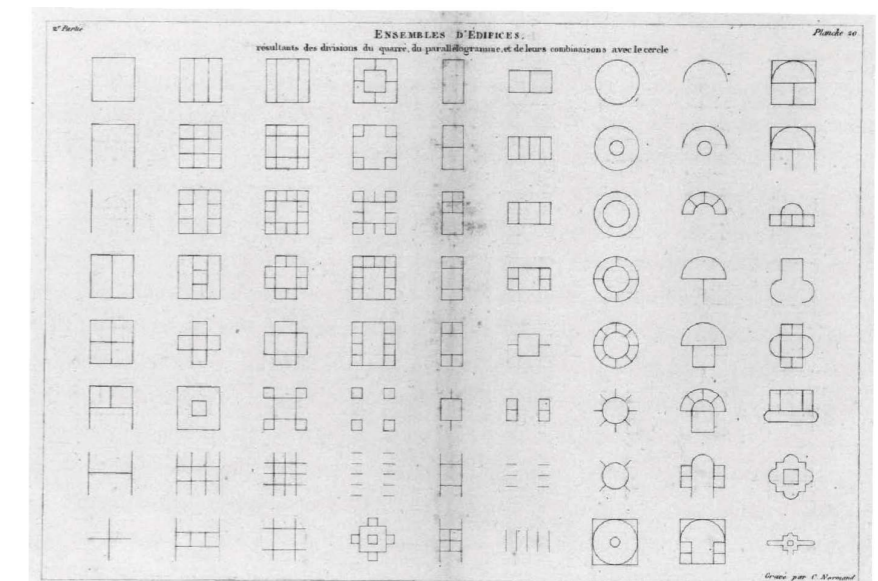 2e Partie
ENSEMBLES D'EDIFICES.
Planche 20
résultants des divisions du quarré, du parallélogramme, et de leurs combinaisons avec le cercle
Gravé par C. Normand